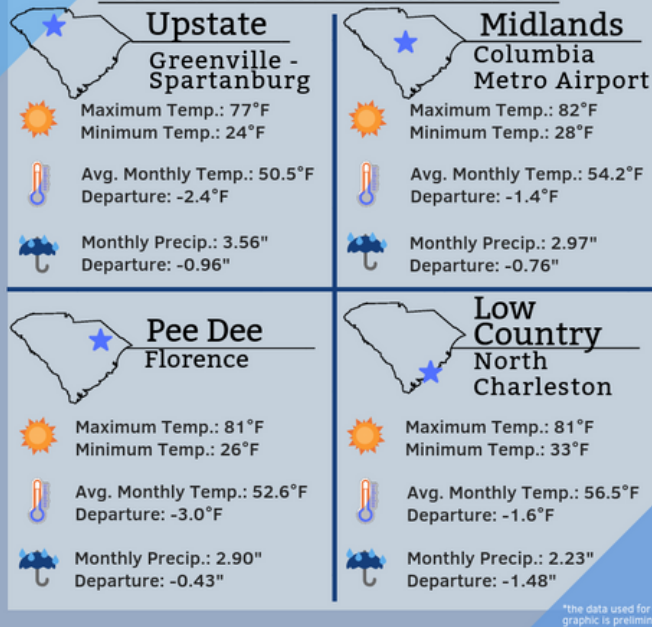 Upstate
Greenville -
Spartanburg
Maximum Temp.: 77°F
Minimum Temp.: 24°F
Avg. Monthly Temp.: 50.5°F
Departure: -2.4°F
Monthly Precip.: 3.56"
Departure: -0.96"
Midlands
Columbia
Metro Airport
Maximum Temp.: 82°F
Minimum Temp.: 28°F
Avg. Monthly Temp.: 54.2°F
Departure: -1.4°F
Monthly Precip.: 2.97"
Departure: -0.76"
Pee Dee
Florence
Maximum Temp.: 81°F
Minimum Temp.: 26°F
Avg. Monthly Temp.: 52.6°F
Departure: -3.0°F
Monthly Precip.: 2.90"
Departure: -0.43"
Low
Country
North
Charleston
Maximum Temp.: 81°F
Minimum Temp.: 33°F
Avg. Monthly Temp.: 56.5°F
Departure: -1.6°F
Monthly Precip.: 2.23"
Departure: -1.48"
*the data used for
graphic is